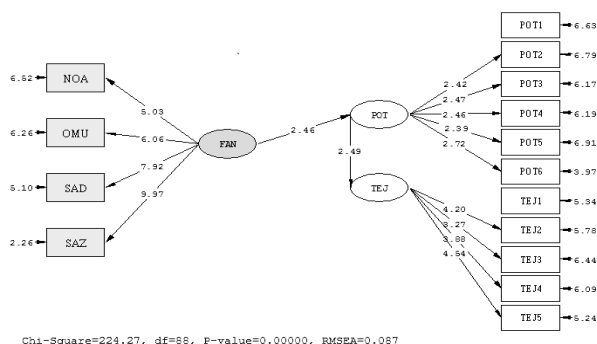 POT1 6.63
POT2 6.79
6.52 NOA
POT3 6.17
5.03
2.42
2.47
POT
2.46
POT4 6.19
6.26 OMU
6.06
FAN
2.46
2.39
POT5 6.91
2.72
2.49
POT6 3.97
7.92
5.10 SAD
TEJ
TEJ1 5.34
9.97
4.20
TEJ2 5.78
3.27
2.26 SAZ
3.88
TEJ3 6.44
4.54
TEJ4 6.09
TEJ5 5.24
Chi-Square=224.27, df=88, P-value=0.00000, RMSEA=0.087